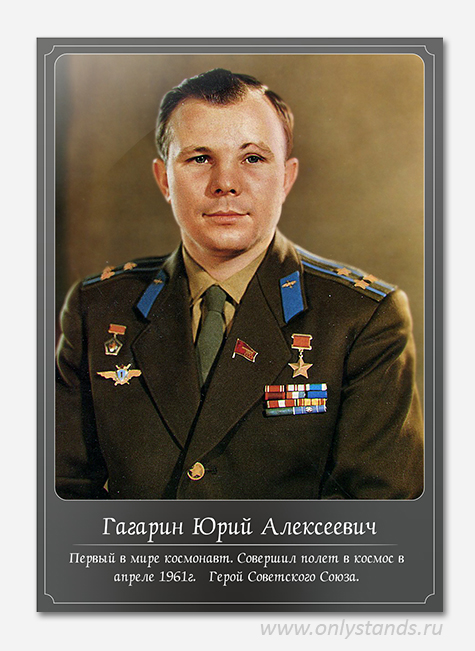 Гагарин Юрий Алексеевич
Первый в мире космонавт. Совершил полет в космос в
апреле 1961г. Герой Советского Союза.
www.onlystands.ru